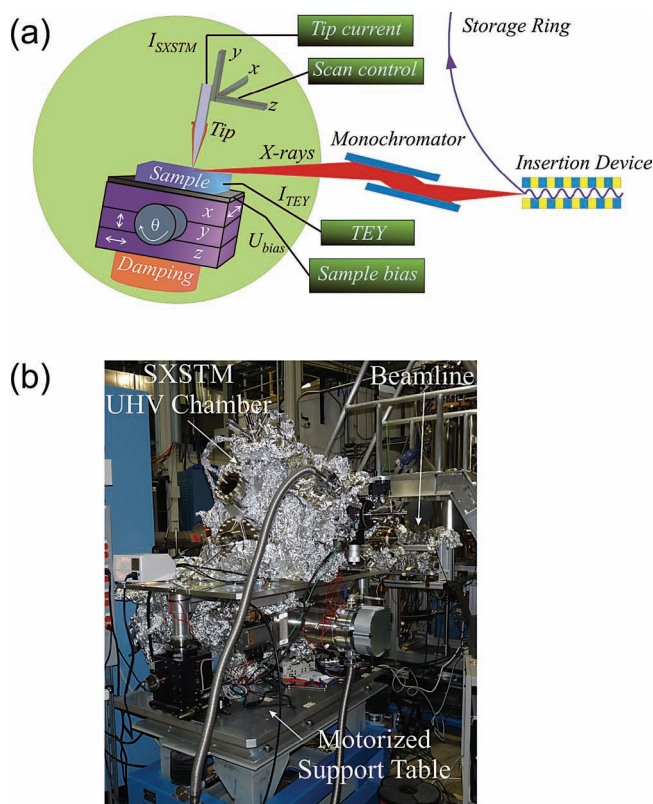 (a)
I_SXSTM
Tip current
Storage Ring
y
x
z
Scan control
Tip
Monochromator
X-rays
Insertion Device
Sample
I_TEY
x
y
z
θ
U_bias
TEY
Damping
Sample bias
(b)
SXSTM
UHV Chamber
Beamline
Motorized
Support Table